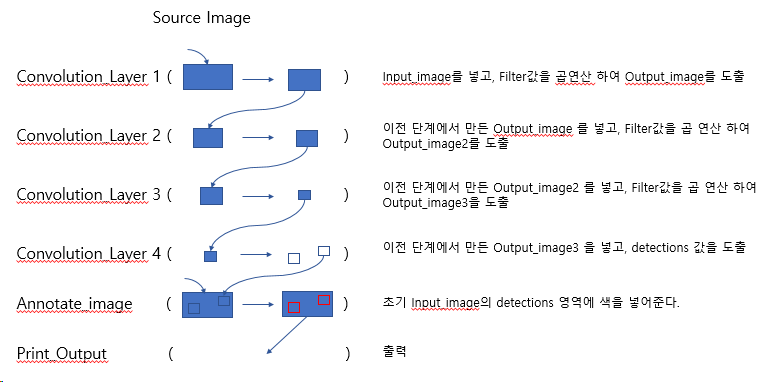 Source Image
Convolution_Layer 1 ( ) Input_image를 넣고, Filter값을 곱연산 하여 Output_image를 도출
Convolution_Layer 2 ( ) 이전 단계에서 만든 Output_image 를 넣고, Filter값을 곱 연산 하여
Output_image2를 도출
Convolution_Layer 3 ( ) 이전 단계에서 만든 Output_image2 를 넣고, Filter값을 곱 연산 하여
Output_image3을 도출
Convolution_Layer 4 ( ) 이전 단계에서 만든 Output_image3 을 넣고, detections 값을 도출
Annotate_image ( ) 초기 Input_image의 detections 영역에 색을 넣어준다.
Print_Output ( ) 출력